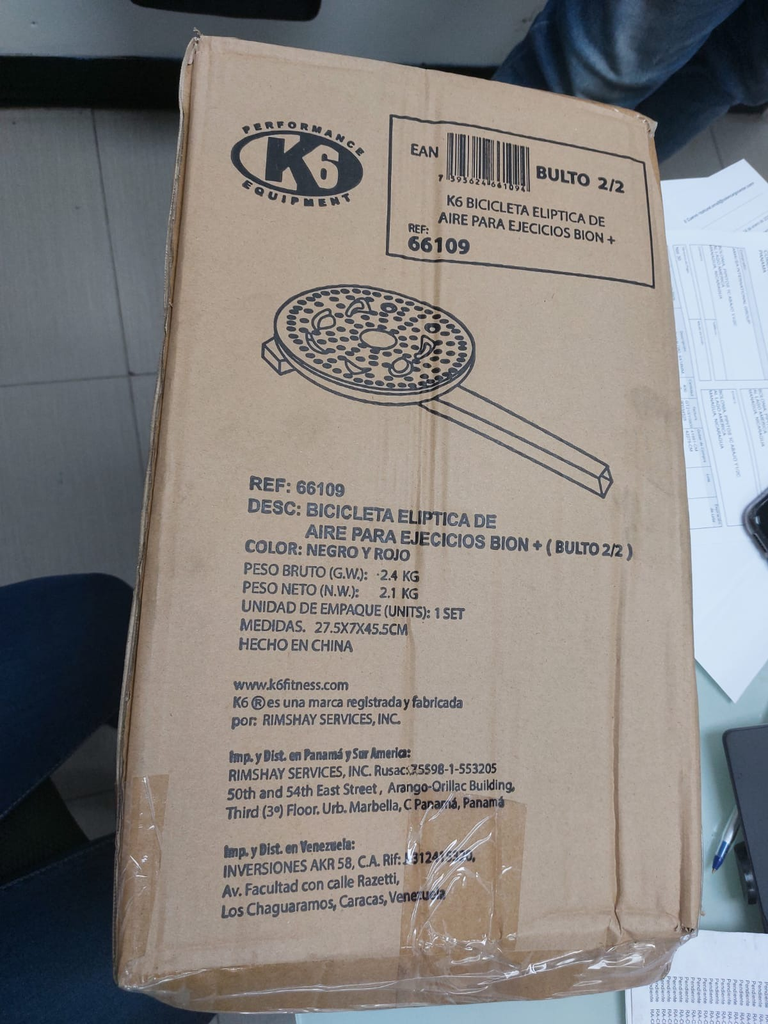 PERFORMANCE
K6
EQUIPMENT
EAN
BULTO 2/2
K6 BICICLETA ELIPTICA DE
AIRE PARA EJECICIOS BION +
REF:
66109
REF: 66109
DESC: BICICLETA ELIPTICA DE
AIRE PARA EJECICIOS BION + ( BULTO 2/2 )
COLOR: NEGRO Y ROJO
PESO BRUTO (G.W.): 2.4 KG
PESO NETO (N.W.): 2.1 KG
UNIDAD DE EMPAQUE (UNITS): 1 SET
MEDIDAS. 27.5X7X45.5CM
HECHO EN CHINA
www.k6fitness.com
K6 ® es una marca registrada y fabricada
por: RIMSHAY SERVICES, INC.
Imp. y Dist. en Panamá y Sur America:
RIMSHAY SERVICES, INC. Rusac: 75598-1-553205
50th and 54th East Street , Arango-Orillac Building,
Third (3º) Floor. Urb. Marbella, C Panamá, Panamá
Imp. y Dist. en Venezuela:
INVERSIONES AKR 58, C.A. Rif:
Av. Facultad con calle Razetti,
Los Chaguaramos, Caracas, Venezuela